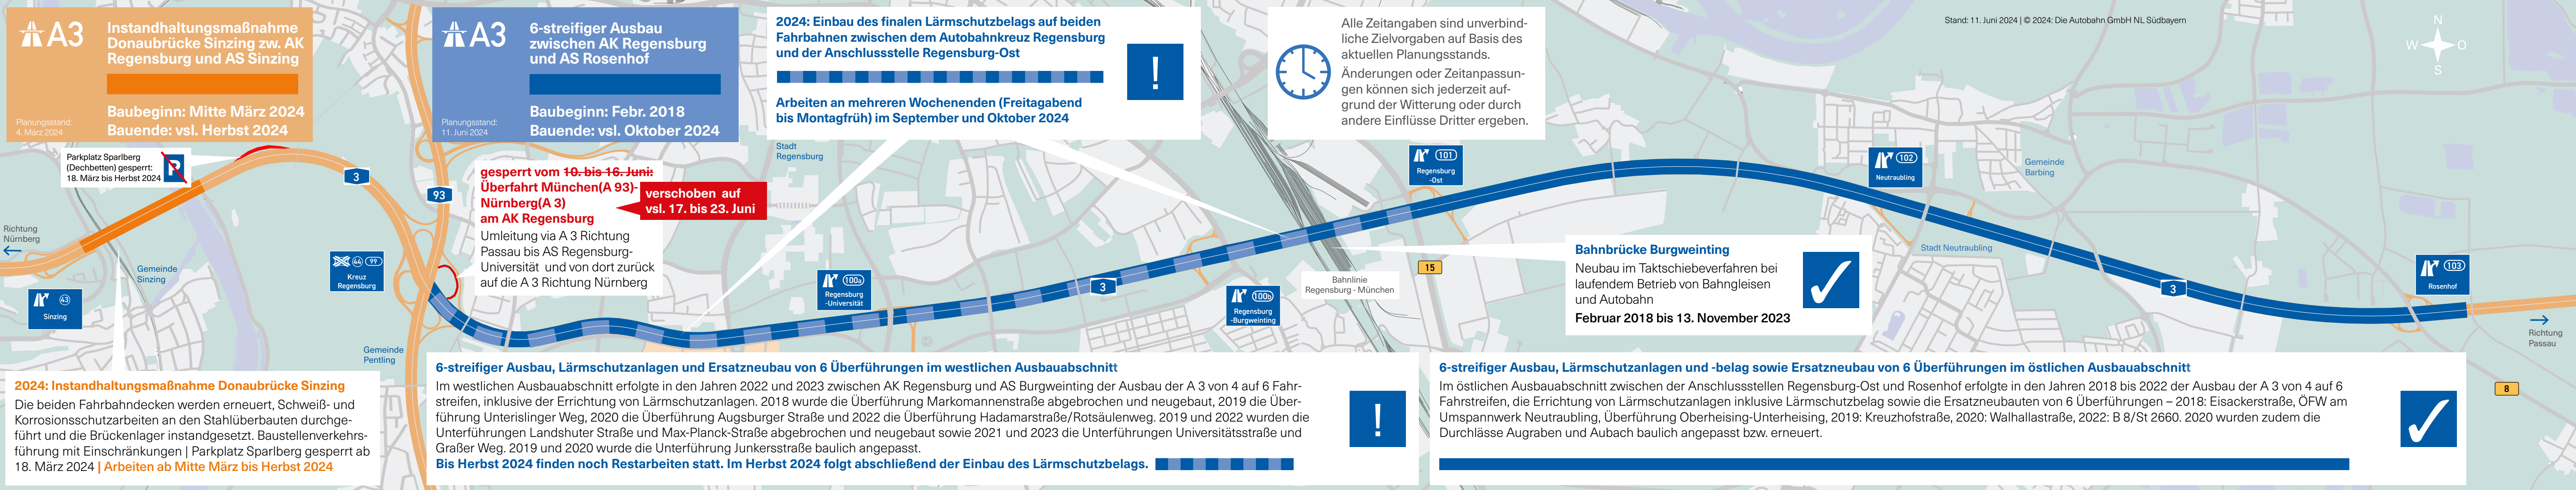 A3
Instandhaltungsmaßnahme
Donaubrücke Sinzing zw. AK
Regensburg und AS Sinzing
Baubeginn: Mitte März 2024
Bauende: vsl. Herbst 2024
Planungsstand:
4. März 2024
A3
6-streifiger Ausbau
zwischen AK Regensburg
und AS Rosenhof
Baubeginn: Febr. 2018
Bauende: vsl. Oktober 2024
Planungsstand:
11. Juni 2024
2024: Einbau des finalen Lärmschutzbelags auf beiden
Fahrbahnen zwischen dem Autobahnkreuz Regensburg
und der Anschlussstelle Regensburg-Ost
!
Arbeiten an mehreren Wochenenden (Freitagabend
bis Montagfrüh) im September und Oktober 2024
Alle Zeitangaben sind unverbind-
liche Zielvorgaben auf Basis des
aktuellen Planungsstands.
Änderungen oder Zeitanpassun-
gen können sich jederzeit auf-
grund der Witterung oder durch
andere Einflüsse Dritter ergeben.
Stand: 11. Juni 2024 | © 2024: Die Autobahn GmbH NL Südbayern
N
W
O
S
Parkplatz Sparlberg
(Dechbetten) gesperrt:
18. März bis Herbst 2024
P
3
93
gesperrt vom 10. bis 16. Juni:
Überfahrt München(A 93)-
Nürnberg(A 3)
am AK Regensburg
verschoben auf
vsl. 17. bis 23. Juni
Umleitung via A 3 Richtung
Passau bis AS Regensburg-
Universität und von dort zurück
auf die A 3 Richtung Nürnberg
Stadt
Regensburg
101
Regensburg
-Ost
102
Neutraubling
Gemeinde
Barbing
Richtung
Nürnberg
Gemeinde
Sinzing
43
Sinzing
44 99
Kreuz
Regensburg
Gemeinde
Pentling
100a
Regensburg
-Universität
3
100b
Regensburg
-Burgweinting
Bahnlinie
Regensburg - München
15
Bahnbrücke Burgweinting
Neubau im Taktschiebeverfahren bei
laufendem Betrieb von Bahngleisen
und Autobahn
Februar 2018 bis 13. November 2023
Stadt Neutraubling
3
103
Rosenhof
Richtung
Passau
8
2024: Instandhaltungsmaßnahme Donaubrücke Sinzing
Die beiden Fahrbahndecken werden erneuert, Schweiß- und
Korrosionsschutzarbeiten an den Stahlüberbauten durchge-
führt und die Brückenlager instandgesetzt. Baustellenverkehrs-
führung mit Einschränkungen | Parkplatz Sparlberg gesperrt ab
18. März 2024 | Arbeiten ab Mitte März bis Herbst 2024
6-streifiger Ausbau, Lärmschutzanlagen und Ersatzneubau von 6 Überführungen im westlichen Ausbauabschnitt
Im westlichen Ausbauabschnitt erfolgte in den Jahren 2022 und 2023 zwischen AK Regensburg und AS Burgweinting der Ausbau der A 3 von 4 auf 6 Fahr-
streifen, inklusive der Errichtung von Lärmschutzanlagen. 2018 wurde die Überführung Markomannenstraße abgebrochen und neugebaut, 2019 die Über-
führung Unterislinger Weg, 2020 die Überführung Augsburger Straße und 2022 die Überführung Hadamarstraße/Rotsäulenweg. 2019 und 2022 wurden die
Unterführungen Landshuter Straße und Max-Planck-Straße abgebrochen und neugebaut sowie 2021 und 2023 die Unterführungen Universitätsstraße und
Großer Weg. 2019 und 2020 wurde die Unterführung Junkersstraße baulich angepasst.
Bis Herbst 2024 finden noch Restarbeiten statt. Im Herbst 2024 folgt abschließend der Einbau des Lärmschutzbelags.
!
6-streifiger Ausbau, Lärmschutzanlagen und -belag sowie Ersatzneubau von 6 Überführungen im östlichen Ausbauabschnitt
Im östlichen Ausbauabschnitt zwischen der Anschlussstellen Regensburg-Ost und Rosenhof erfolgte in den Jahren 2018 bis 2022 der Ausbau der A 3 von 4 auf 6
Fahrstreifen, die Errichtung von Lärmschutzanlagen inklusive Lärmschutzbelag sowie die Ersatzneubauten von 6 Überführungen – 2018: Eisackerstraße, ÖFW am
Umspannwerk Neutraubling, Überführung Oberheising-Unterheising, 2019: Kreuzhofstraße, 2020: Walhallastraße, 2022: B 8/St 2660. 2020 wurden zudem die
Durchlässe Augraben und Aubach baulich angepasst bzw. erneuert.